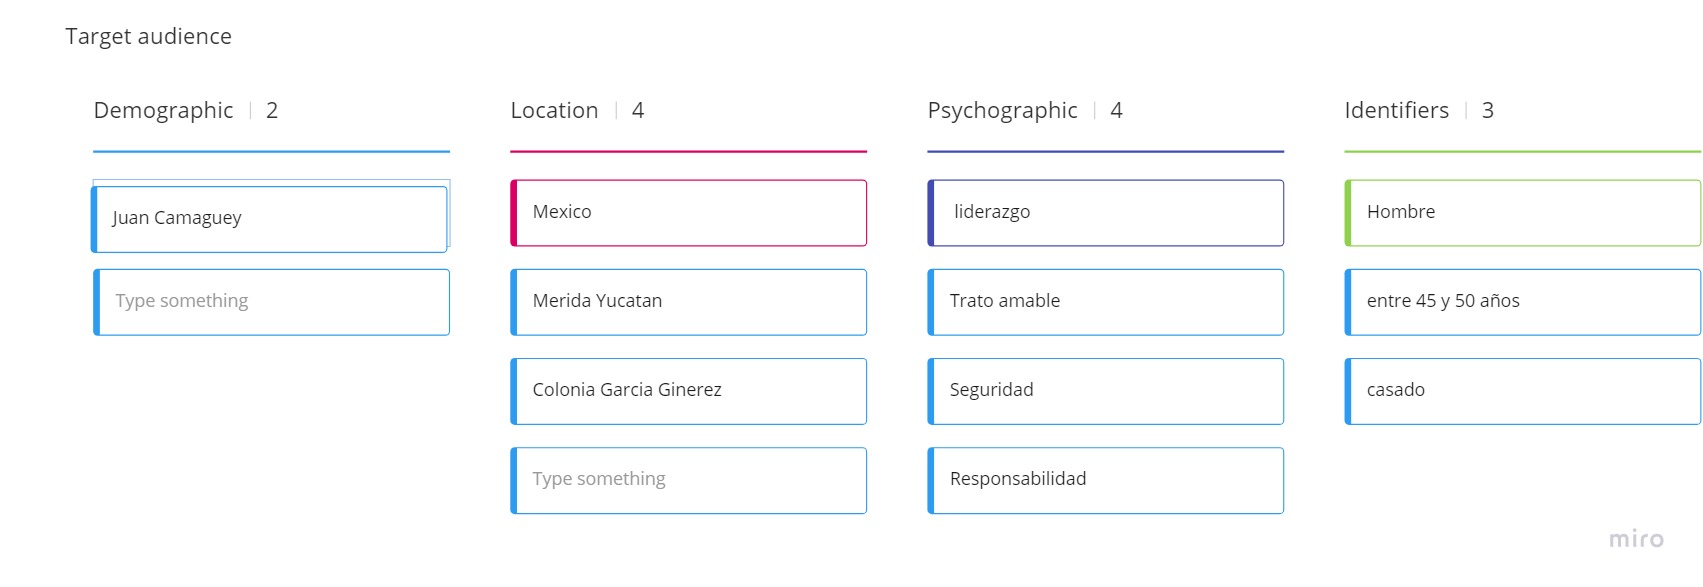 Target audience
Demographic | 2
Juan Camaguey
Type something
Location | 4
Mexico
Merida Yucatan
Colonia Garcia Ginerez
Type something
Psychographic | 4
liderazgo
Trato amable
Seguridad
Responsabilidad
Identifiers | 3
Hombre
entre 45 y 50 años
casado
miro